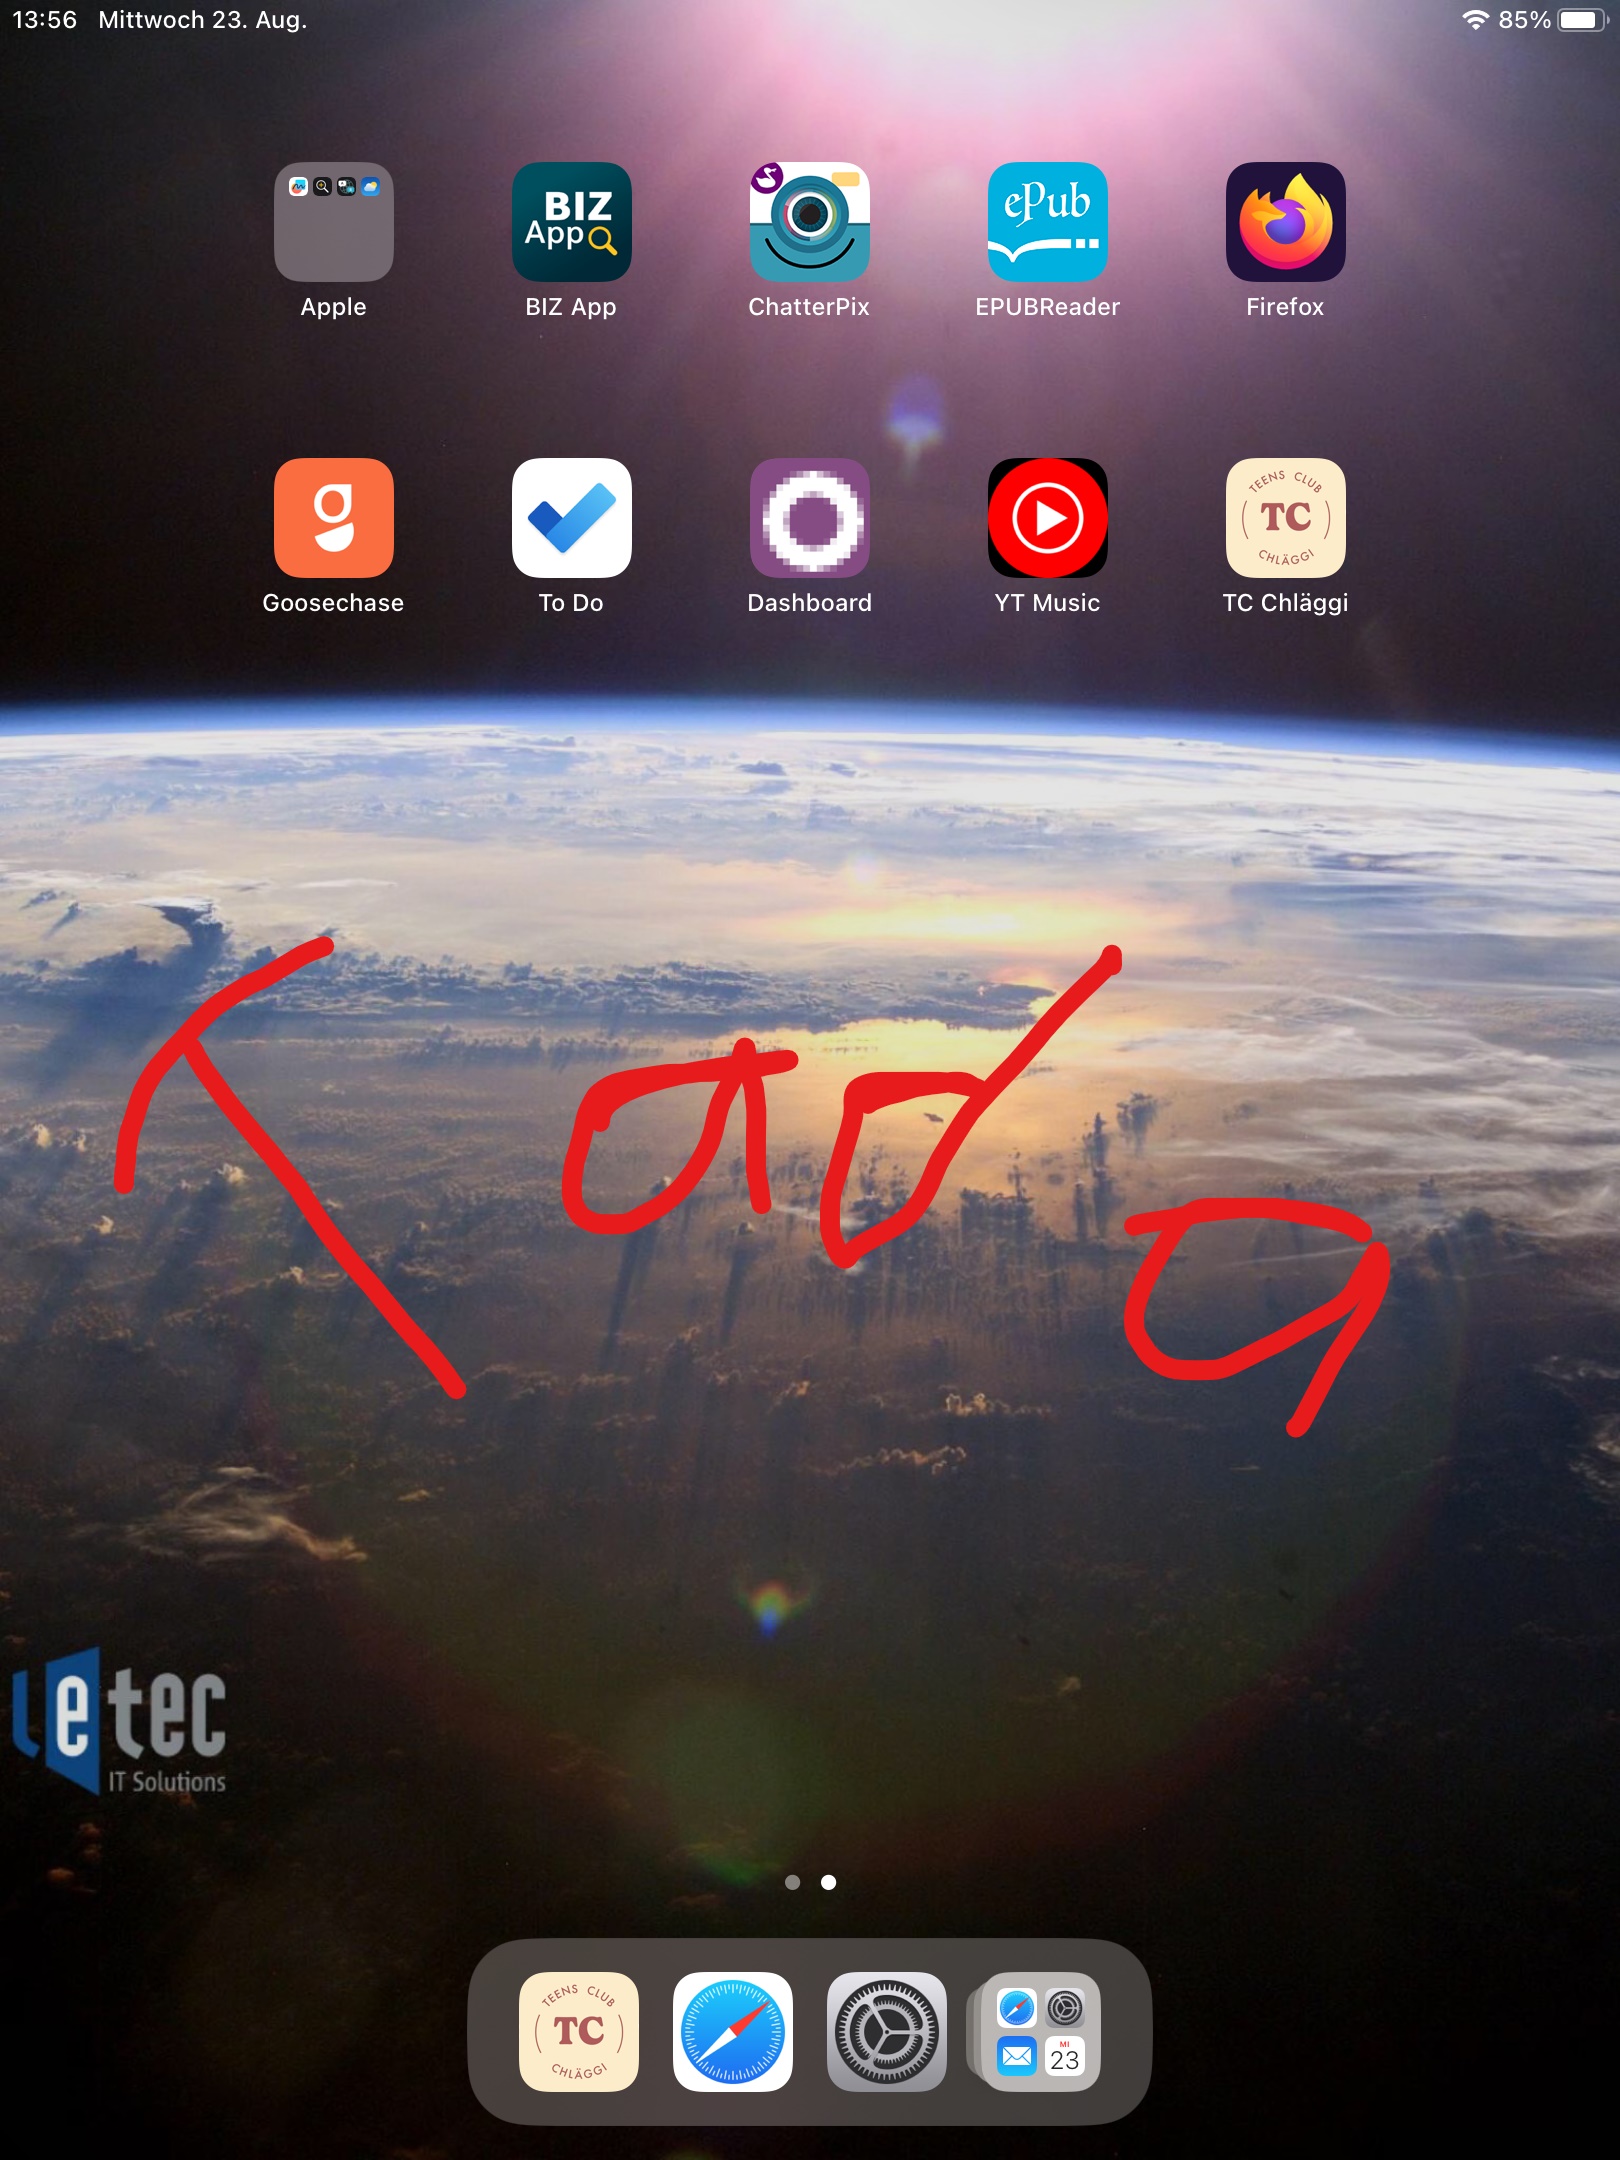 13:56 Mittwoch 23. Aug. 85%
BIZ
App
ePub
Apple BIZ App ChatterPix EPUBReader Firefox
g
TEENS CLUB
TC
CHLÄGGI
Goosechase To Do Dashboard YT Music TC Chläggi
Tada
letec
IT Solutions
TEENS CLUB
TC
CHLÄGGI
MI
23